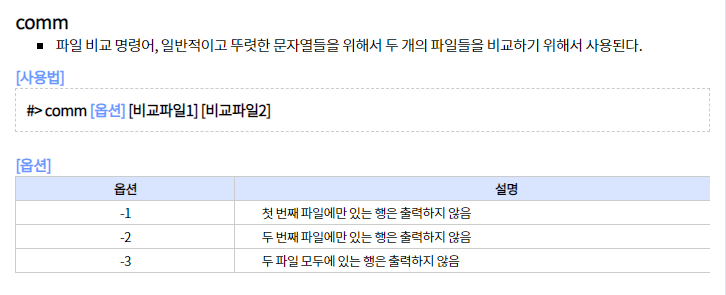 comm
▪ 파일 비교 명령어, 일반적이고 뚜렷한 문자열들을 위해서 두 개의 파일들을 비교하기 위해서 사용된다.
[사용법]
#> comm [옵션] [비교파일1] [비교파일2]
[옵션]
옵션 설명
-1 첫 번째 파일에만 있는 행은 출력하지 않음
-2 두 번째 파일에만 있는 행은 출력하지 않음
-3 두 파일 모두에 있는 행은 출력하지 않음